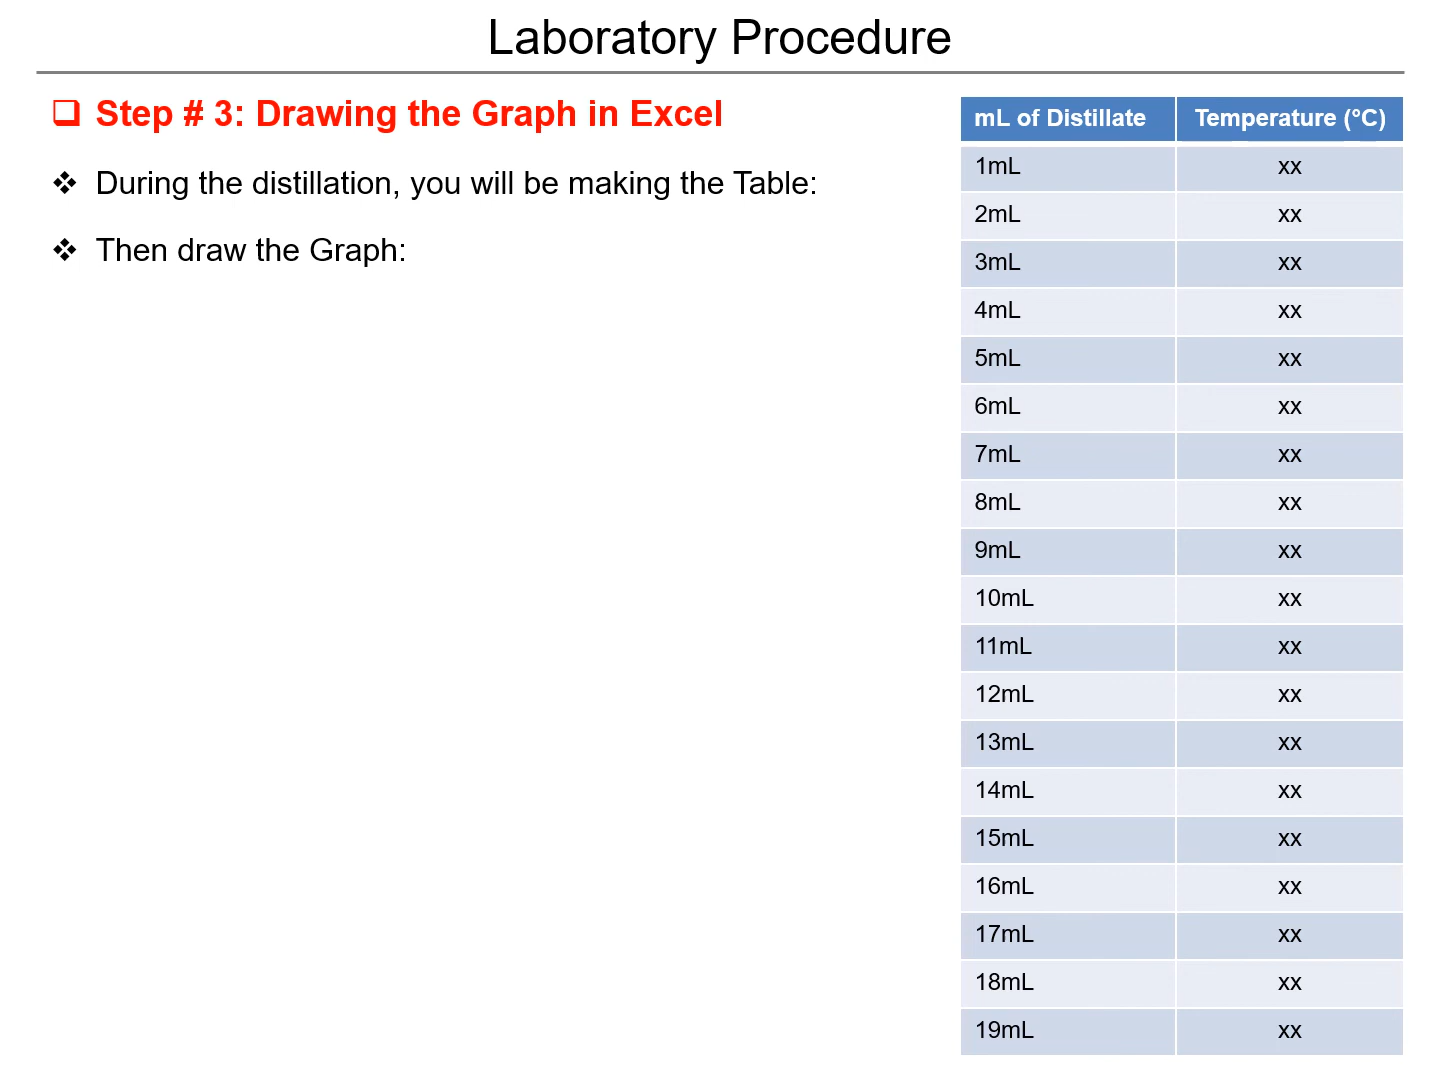 Laboratory Procedure
Step # 3: Drawing the Graph in Excel
During the distillation, you will be making the Table:
Then draw the Graph:
mL of Distillate Temperature (°C)
1mL xx
2mL xx
3mL xx
4mL xx
5mL xx
6mL xx
7mL xx
8mL xx
9mL xx
10mL xx
11mL xx
12mL xx
13mL xx
14mL xx
15mL xx
16mL xx
17mL xx
18mL xx
19mL xx